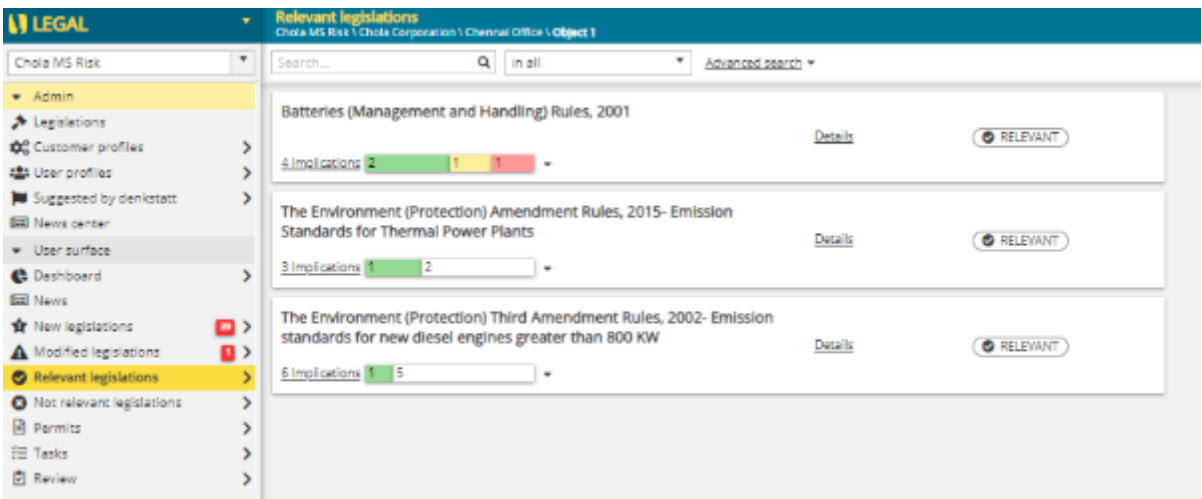 LEGAL
Relevant legislations
Chola MS Risk \ Chola Corporation \ Chennai Office \ Object 1
Chola MS Risk
Search...
in all
Advanced search
Admin
Legislations
Customer profiles
User profiles
Suggested by denkstatt
News center
User surface
Dashboard
News
New legislations
Modified legislations 1
Relevant legislations
Not relevant legislations
Permits
Tasks
Review
Batteries (Management and Handling) Rules, 2001
Details
RELEVANT
4 Implications 2 1 1
The Environment (Protection) Amendment Rules, 2015- Emission
Standards for Thermal Power Plants
Details
RELEVANT
3 Implications 1 2
The Environment (Protection) Third Amendment Rules, 2002- Emission
standards for new diesel engines greater than 800 KW
Details
RELEVANT
6 Implications 1 5